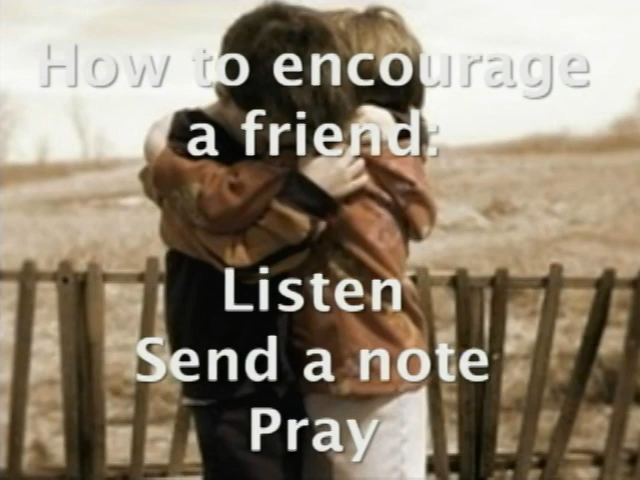 How to encourage
a friend:
Listen
Send a note
Pray